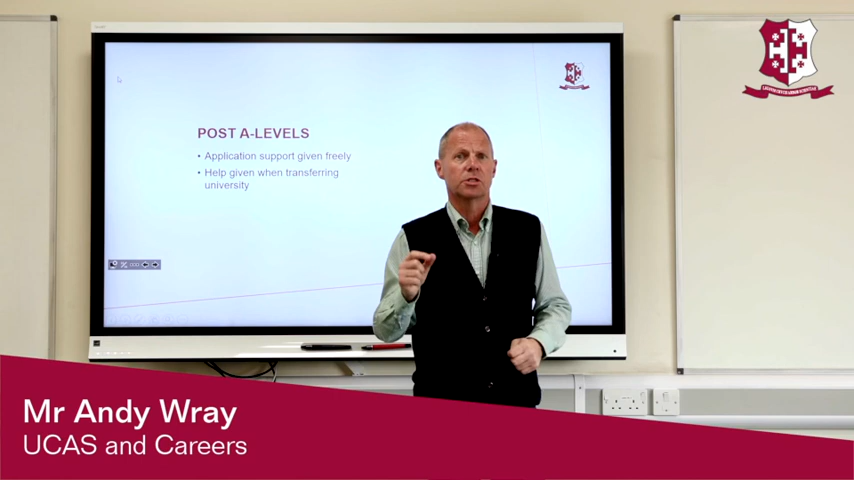 POST A-LEVELS
• Application support given freely
• Help given when transferring
university
Mr Andy Wray
UCAS and Careers